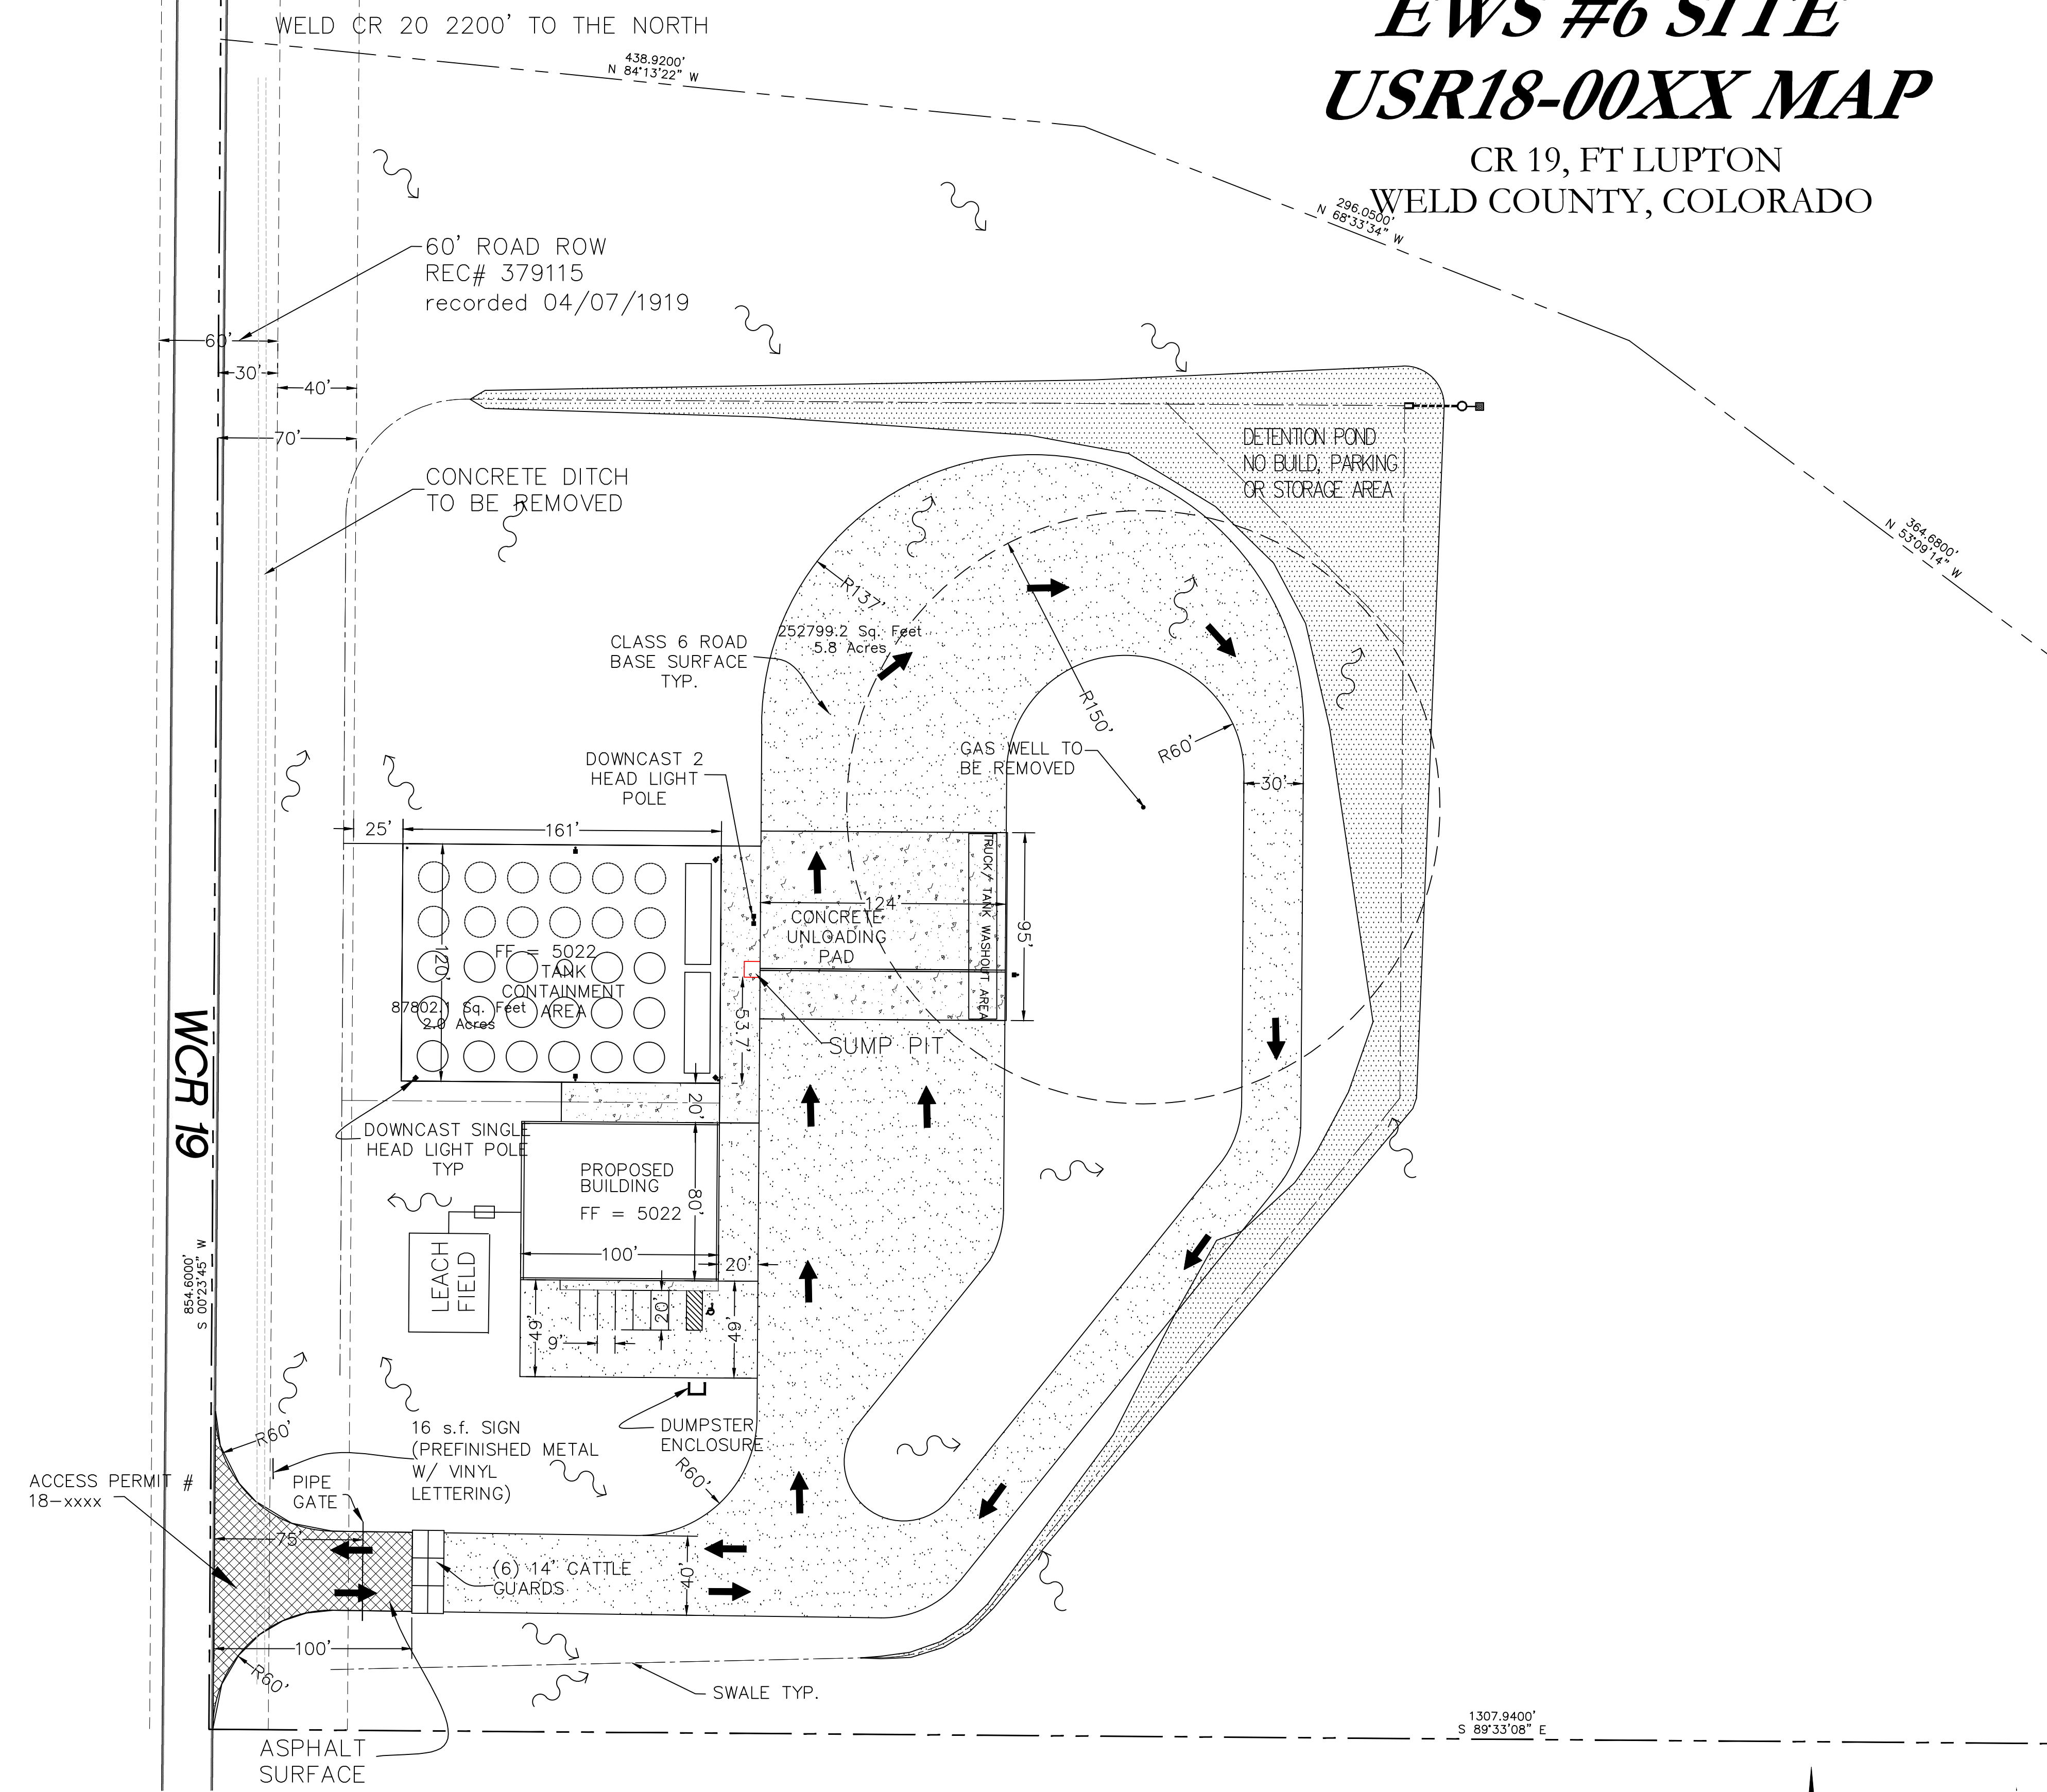 WELD CR 20 2200' TO THE NORTH
EWS #6 SITE
USR18-00XX MAP
CR 19, FT LUPTON
WELD COUNTY, COLORADO
438.9200'
N 84°13'22" W
296.0500'
N 68°33'34" W
364.6800'
N 53°09'14" W
60' ROAD ROW
REC# 379115
recorded 04/07/1919
60'
30'
40'
70'
CONCRETE DITCH
TO BE REMOVED
DETENTION POND
NO BUILD, PARKING
OR STORAGE AREA
R137'
252799.2 Sq. Feet
5.8 Acres
CLASS 6 ROAD
BASE SURFACE
TYP.
R150'
R60'
GAS WELL TO
BE REMOVED
30'
DOWNCAST 2
HEAD LIGHT
POLE
25'
161'
124'
CONCRETE
UNLOADING
PAD
TRUCK/ TANK WASHOUT AREA
95'
120'
FF = 5022
TANK
CONTAINMENT
AREA
87802.1 Sq. Feet
2.0 Acres
53.7'
SUMP PIT
WCR 19
20'
DOWNCAST SINGLE
HEAD LIGHT POLE
TYP
PROPOSED
BUILDING
FF = 5022
80'
100'
20'
LEACH
FIELD
854.6000'
S 00°23'45" W
49'
20'
49'
9'
DUMPSTER
ENCLOSURE
R60'
R60'
16 s.f. SIGN
(PREFINISHED METAL
W/ VINYL
LETTERING)
ACCESS PERMIT #
18-xxxx
PIPE
GATE
75'
(6) 14' CATTLE
GUARDS
40'
100'
R60'
SWALE TYP.
ASPHALT
SURFACE
1307.9400'
S 89°33'08" E